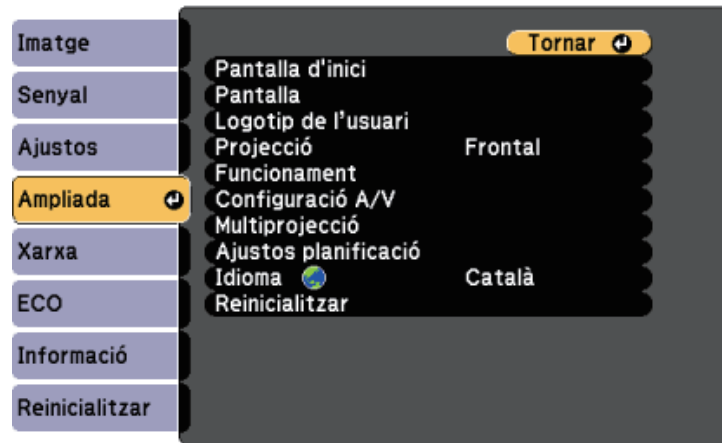 Imatge
Senyal
Ajustos
Ampliada
Xarxa
ECO
Informació
Reinicialitzar
Tornar
Pantalla d'inici
Pantalla
Logotip de l’usuari
Projecció Frontal
Funcionament
Configuració A/V
Multiprojecció
Ajustos planificació
Idioma Català
Reinicialitzar